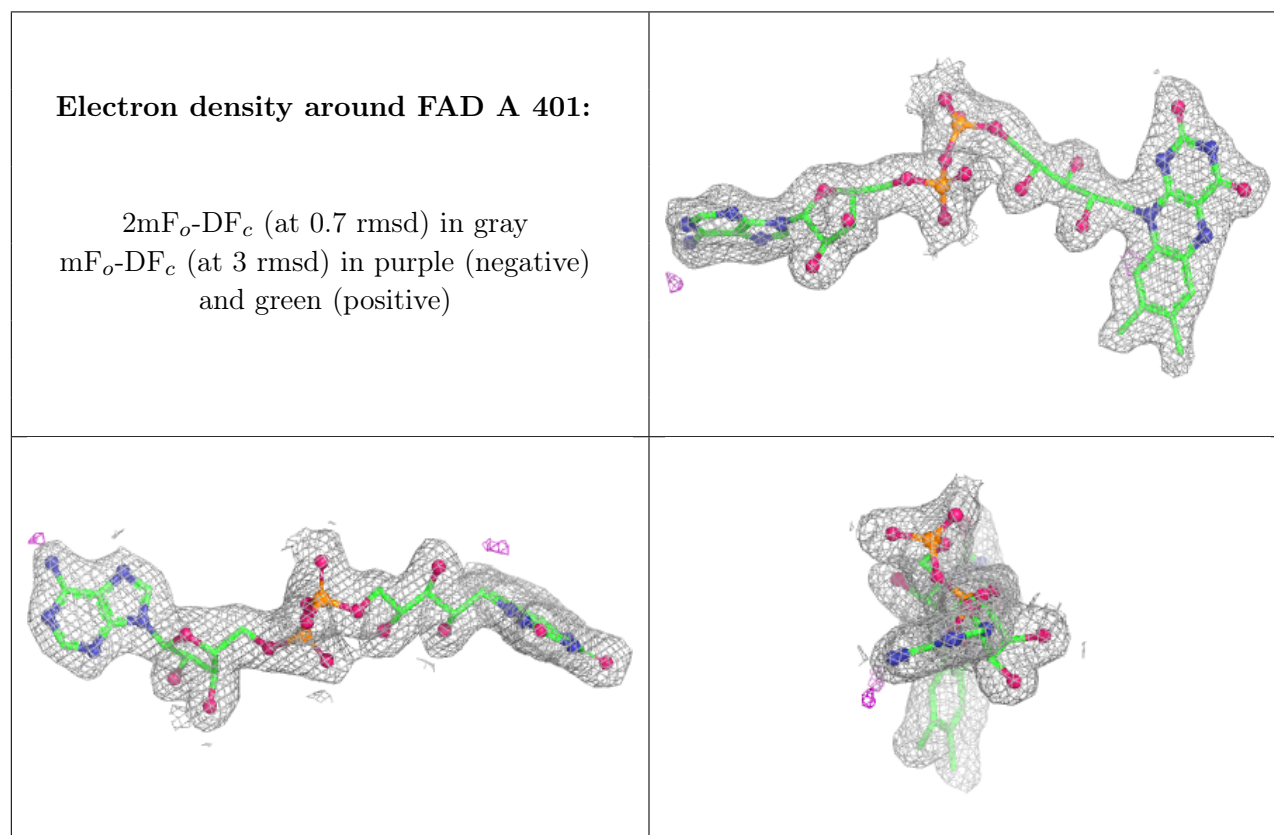 Electron density around FAD A 401:
2mFo-DFc (at 0.7 rmsd) in gray
mFo-DFc (at 3 rmsd) in purple (negative)
and green (positive)